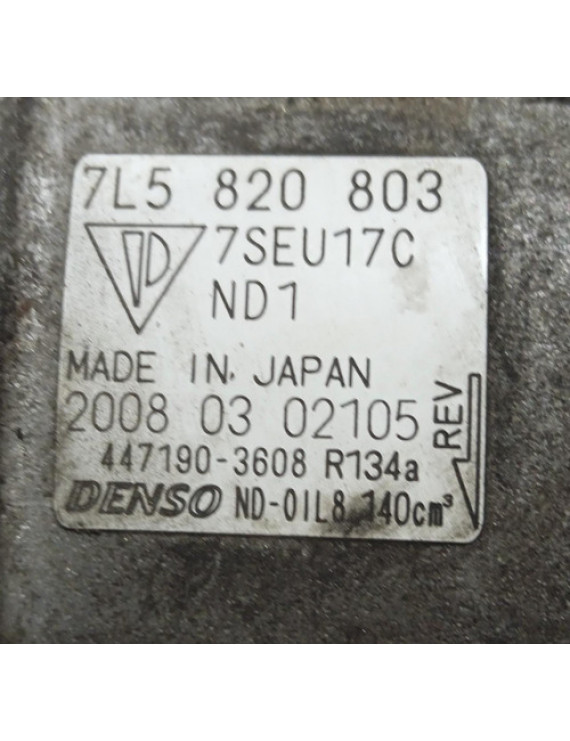 7L5 820 803
7SEU17C
ND1
MADE IN JAPAN
2008 03 02105
447190-3608 R134a
DENSO ND-OIL8 140cm³
REV